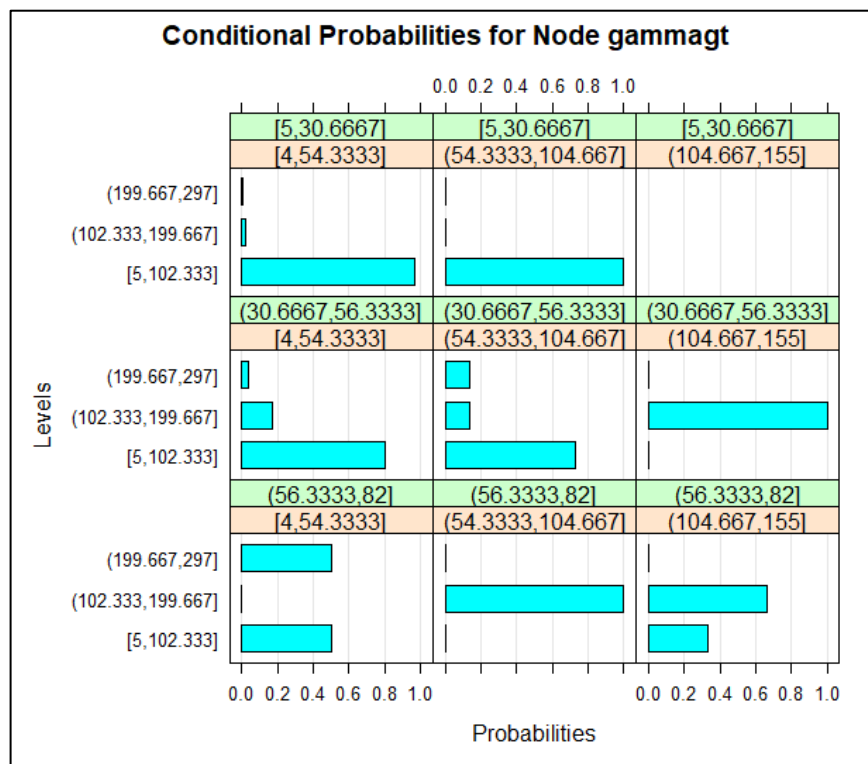 Conditional Probabilities for Node gammagt
0.0 0.2 0.4 0.6 0.8 1.0
[5,30.6667] [5,30.6667] [5,30.6667]
[4,54.3333] (54.3333,104.667] (104.667,155]
(199.667,297]
(102.333,199.667]
[5,102.333]
(30.6667,56.3333] (30.6667,56.3333] (30.6667,56.3333]
[4,54.3333] (54.3333,104.667] (104.667,155]
(199.667,297]
(102.333,199.667]
[5,102.333]
(56.3333,82] (56.3333,82] (56.3333,82]
[4,54.3333] (54.3333,104.667] (104.667,155]
(199.667,297]
(102.333,199.667]
[5,102.333]
Levels
0.0 0.2 0.4 0.6 0.8 1.0 0.0 0.2 0.4 0.6 0.8 1.0
Probabilities